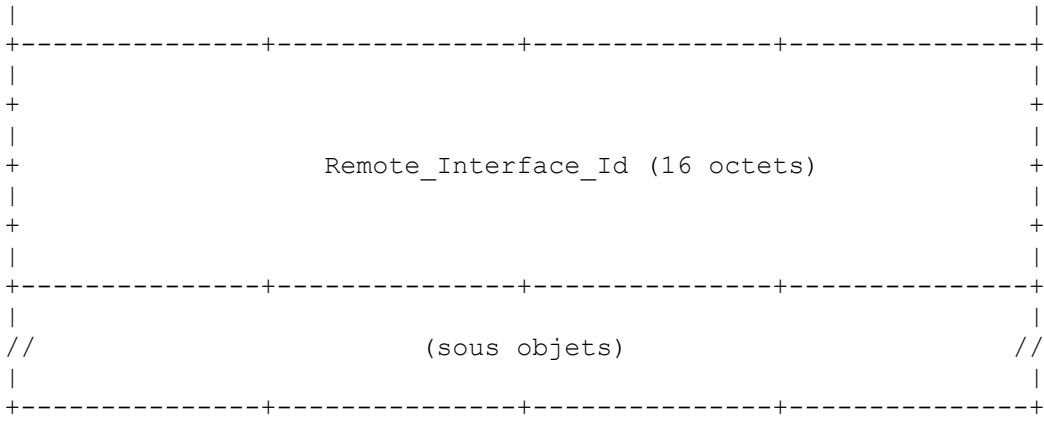 Remote_Interface_Id (16 octets)
// (sous objets) //